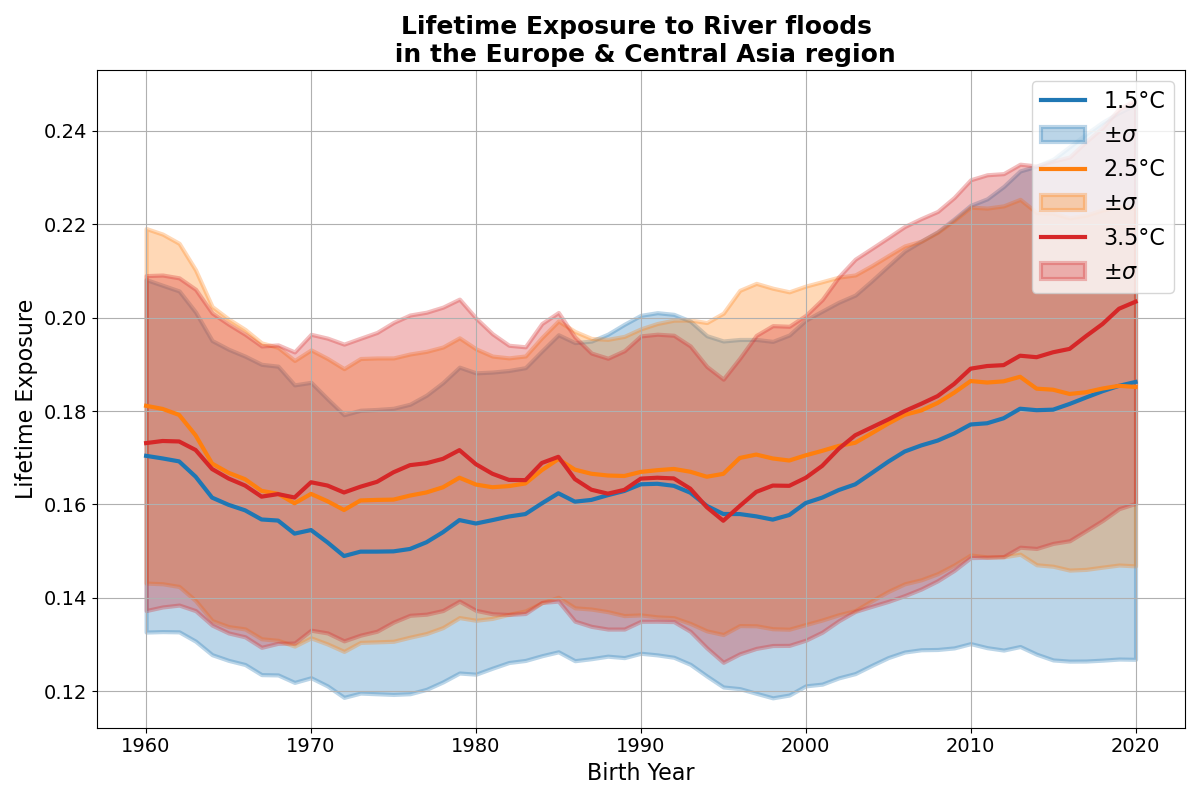 Lifetime Exposure to River floods
in the Europe & Central Asia region
Lifetime Exposure
0.24
0.22
0.20
0.18
0.16
0.14
0.12
1.5°C
±σ
2.5°C
±σ
3.5°C
±σ
1960 1970 1980 1990 2000 2010 2020
Birth Year